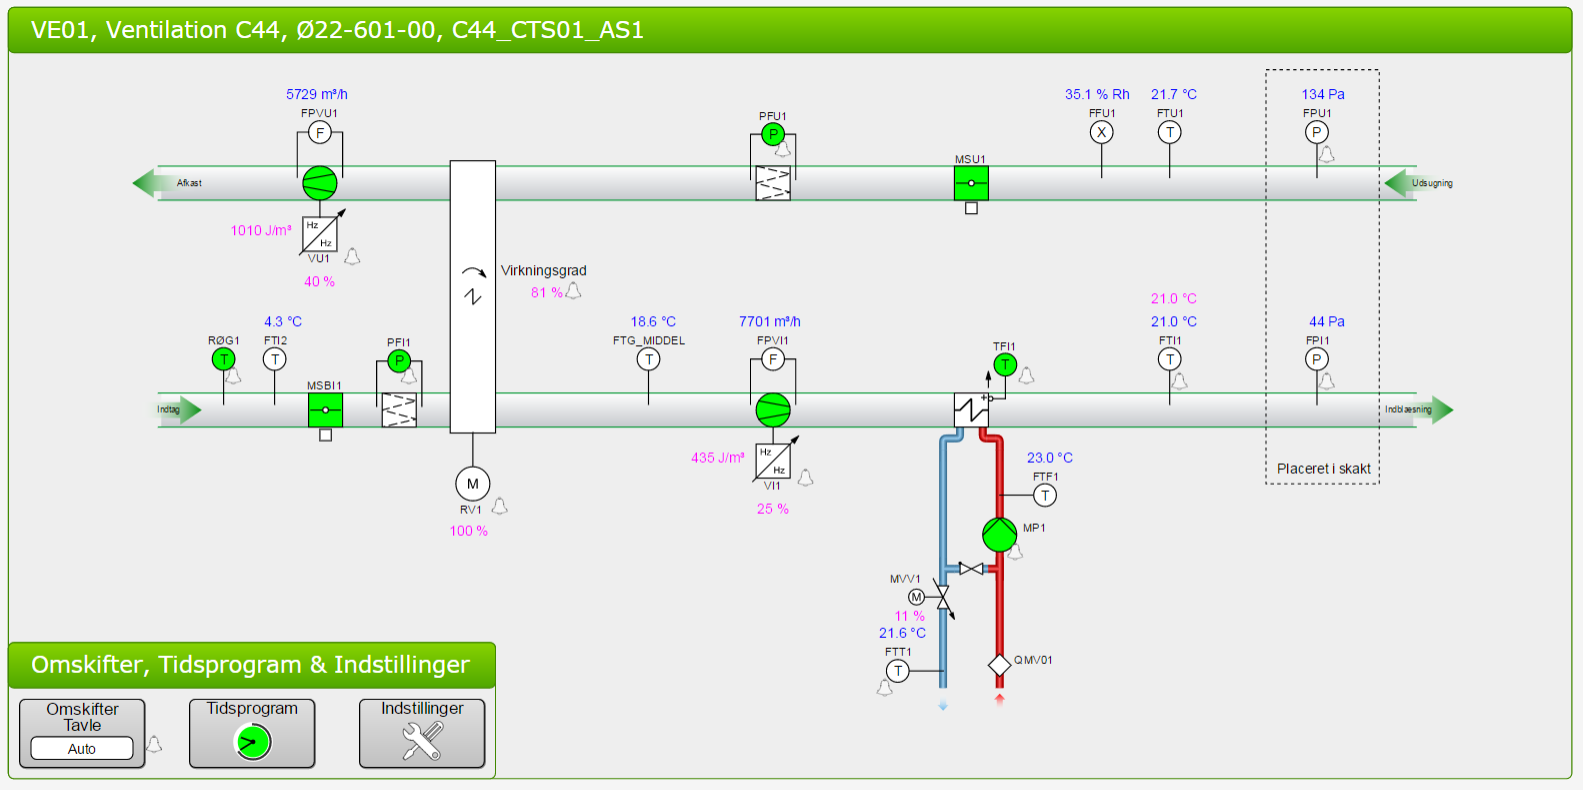 VE01, Ventilation C44, Ø22-601-00, C44_CTS01_AS1
5729 m³/h
FPVU1
F
PFU1
P
35.1 % Rh
FFU1
X
21.7 °C
FTU1
T
134 Pa
FPU1
P
MSU1
Afkast
Udsugning
1010 J/m³
Hz
Hz
VU1
40 %
Virkningsgrad
81 %
21.0 °C
4.3 °C
18.6 °C
7701 m³/h
21.0 °C
44 Pa
RØG1
T
FTI2
T
PFI1
P
FTG_MIDDEL
T
FPVI1
F
TFI1
T
FTI1
T
FPI1
P
MSBI1
Indtag
Indblæsning
435 J/m³
Hz
Hz
VI1
25 %
M
RV1
100 %
23.0 °C
FTF1
T
Placeret i skakt
MP1
MVV1
M
11 %
21.6 °C
FTT1
T
QMV01
Omskifter, Tidsprogram & Indstillinger
Omskifter
Tavle
Auto
Tidsprogram
Indstillinger